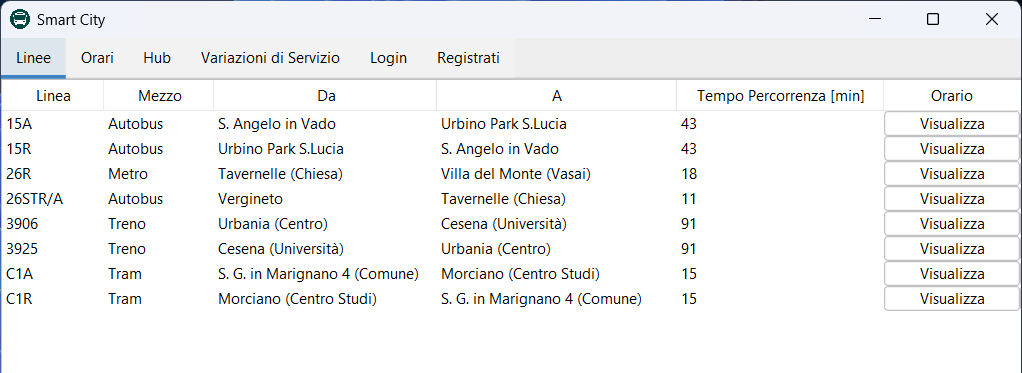 Smart City
Linee Orari Hub Variazioni di Servizio Login Registrati
Linea Mezzo Da A Tempo Percorrenza [min] Orario
15A Autobus S. Angelo in Vado Urbino Park S.Lucia 43 Visualizza
15R Autobus Urbino Park S.Lucia S. Angelo in Vado 43 Visualizza
26R Metro Tavernelle (Chiesa) Villa del Monte (Vasai) 18 Visualizza
26STR/A Autobus Vergineto Tavernelle (Chiesa) 11 Visualizza
3906 Treno Urbania (Centro) Cesena (Università) 91 Visualizza
3925 Treno Cesena (Università) Urbania (Centro) 91 Visualizza
C1A Tram S. G. in Marignano 4 (Comune) Morciano (Centro Studi) 15 Visualizza
C1R Tram Morciano (Centro Studi) S. G. in Marignano 4 (Comune) 15 Visualizza